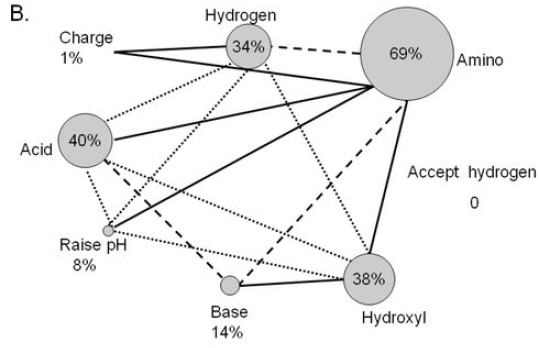 B.
Hydrogen
34%
Charge
1%
69%
Amino
40%
Acid
Accept hydrogen
0
Raise pH
8%
38%
Hydroxyl
Base
14%